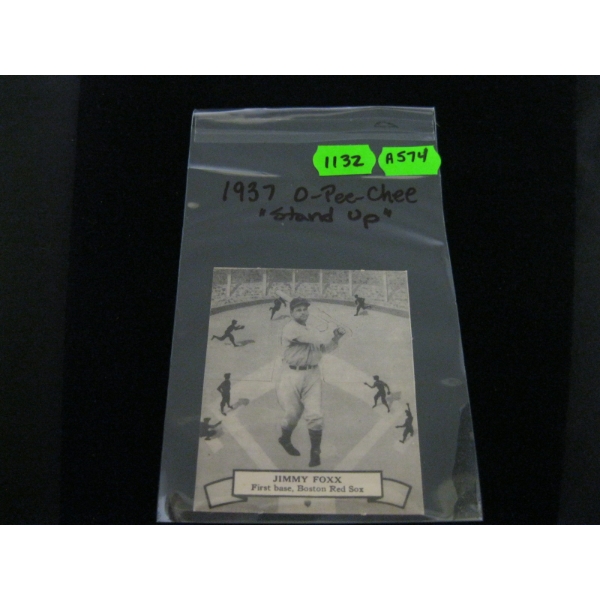 1132 A574
1937 O-Pee-Chee
"Stand Up"
JIMMY FOXX
First base, Boston Red Sox